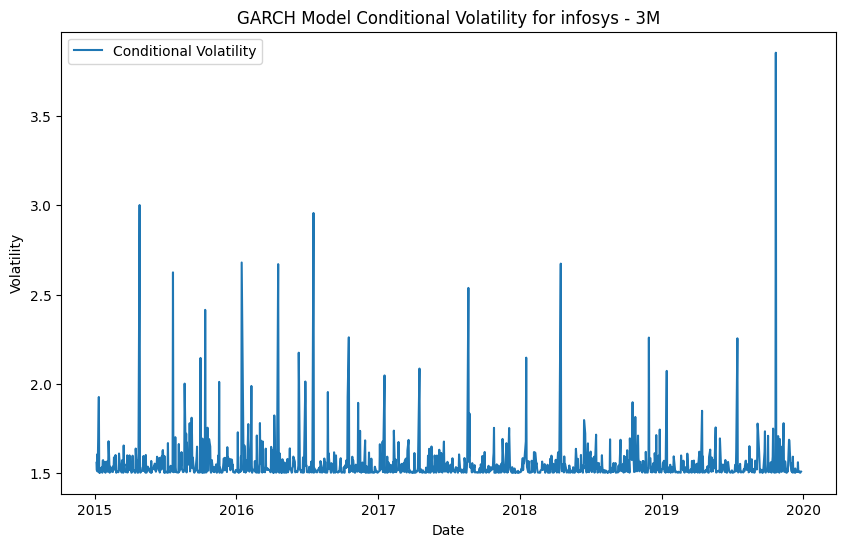 GARCH Model Conditional Volatility for infosys - 3M
Conditional Volatility
Volatility
3.5
3.0
2.5
2.0
1.5
2015
2016
2017
2018
2019
2020
Date